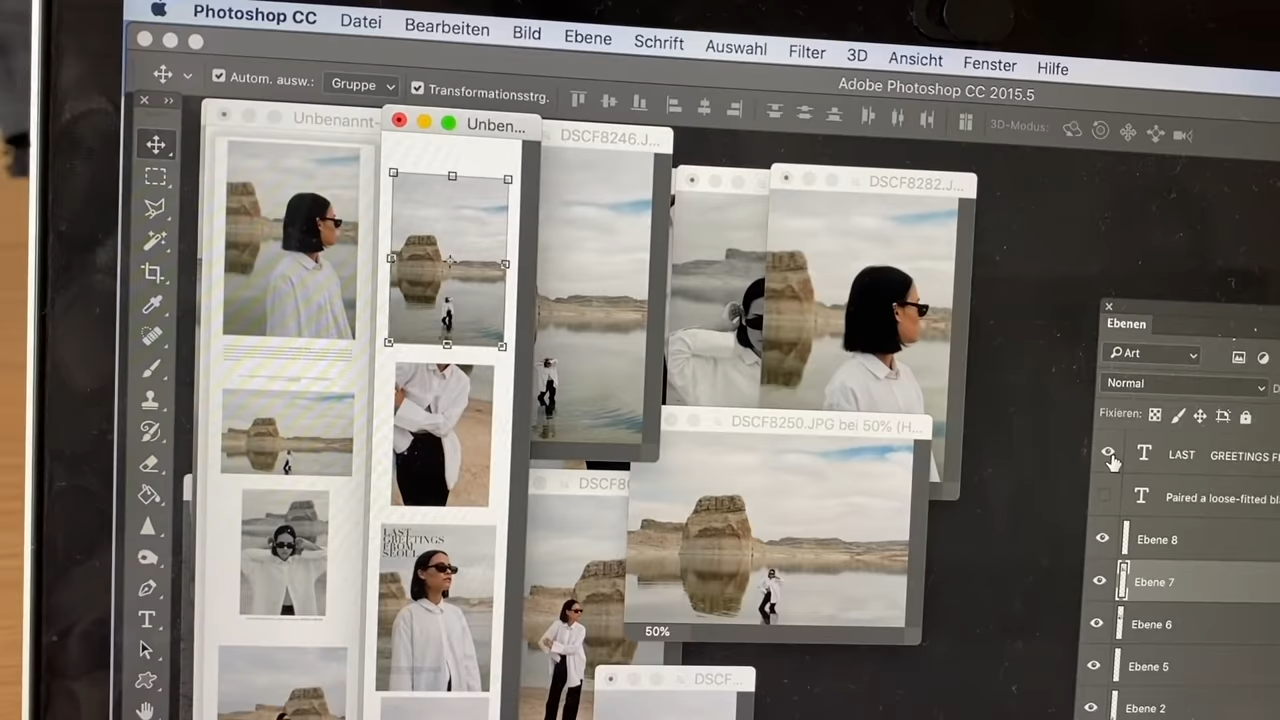 Photoshop CC Datei Bearbeiten Bild Ebene Schrift Auswahl Filter 3D Ansicht Fenster Hilfe
Adobe Photoshop CC 2015.5
Autom. ausw.: Gruppe Transformationsstrg. 3D-Modus:
Unbenannt-
Unben...
DSCF8246.J...
DSCF8282.J...
DSCF8250.JPG bei 50% (H...
50%
DSCF8
DSCF...
LAST
GREETINGS
FROM
SEOUL
Ebenen
Art
Normal
Fixieren:
LAST GREETINGS F
Paired a loose-fitted bl
Ebene 8
Ebene 7
Ebene 6
Ebene 5
Ebene 2